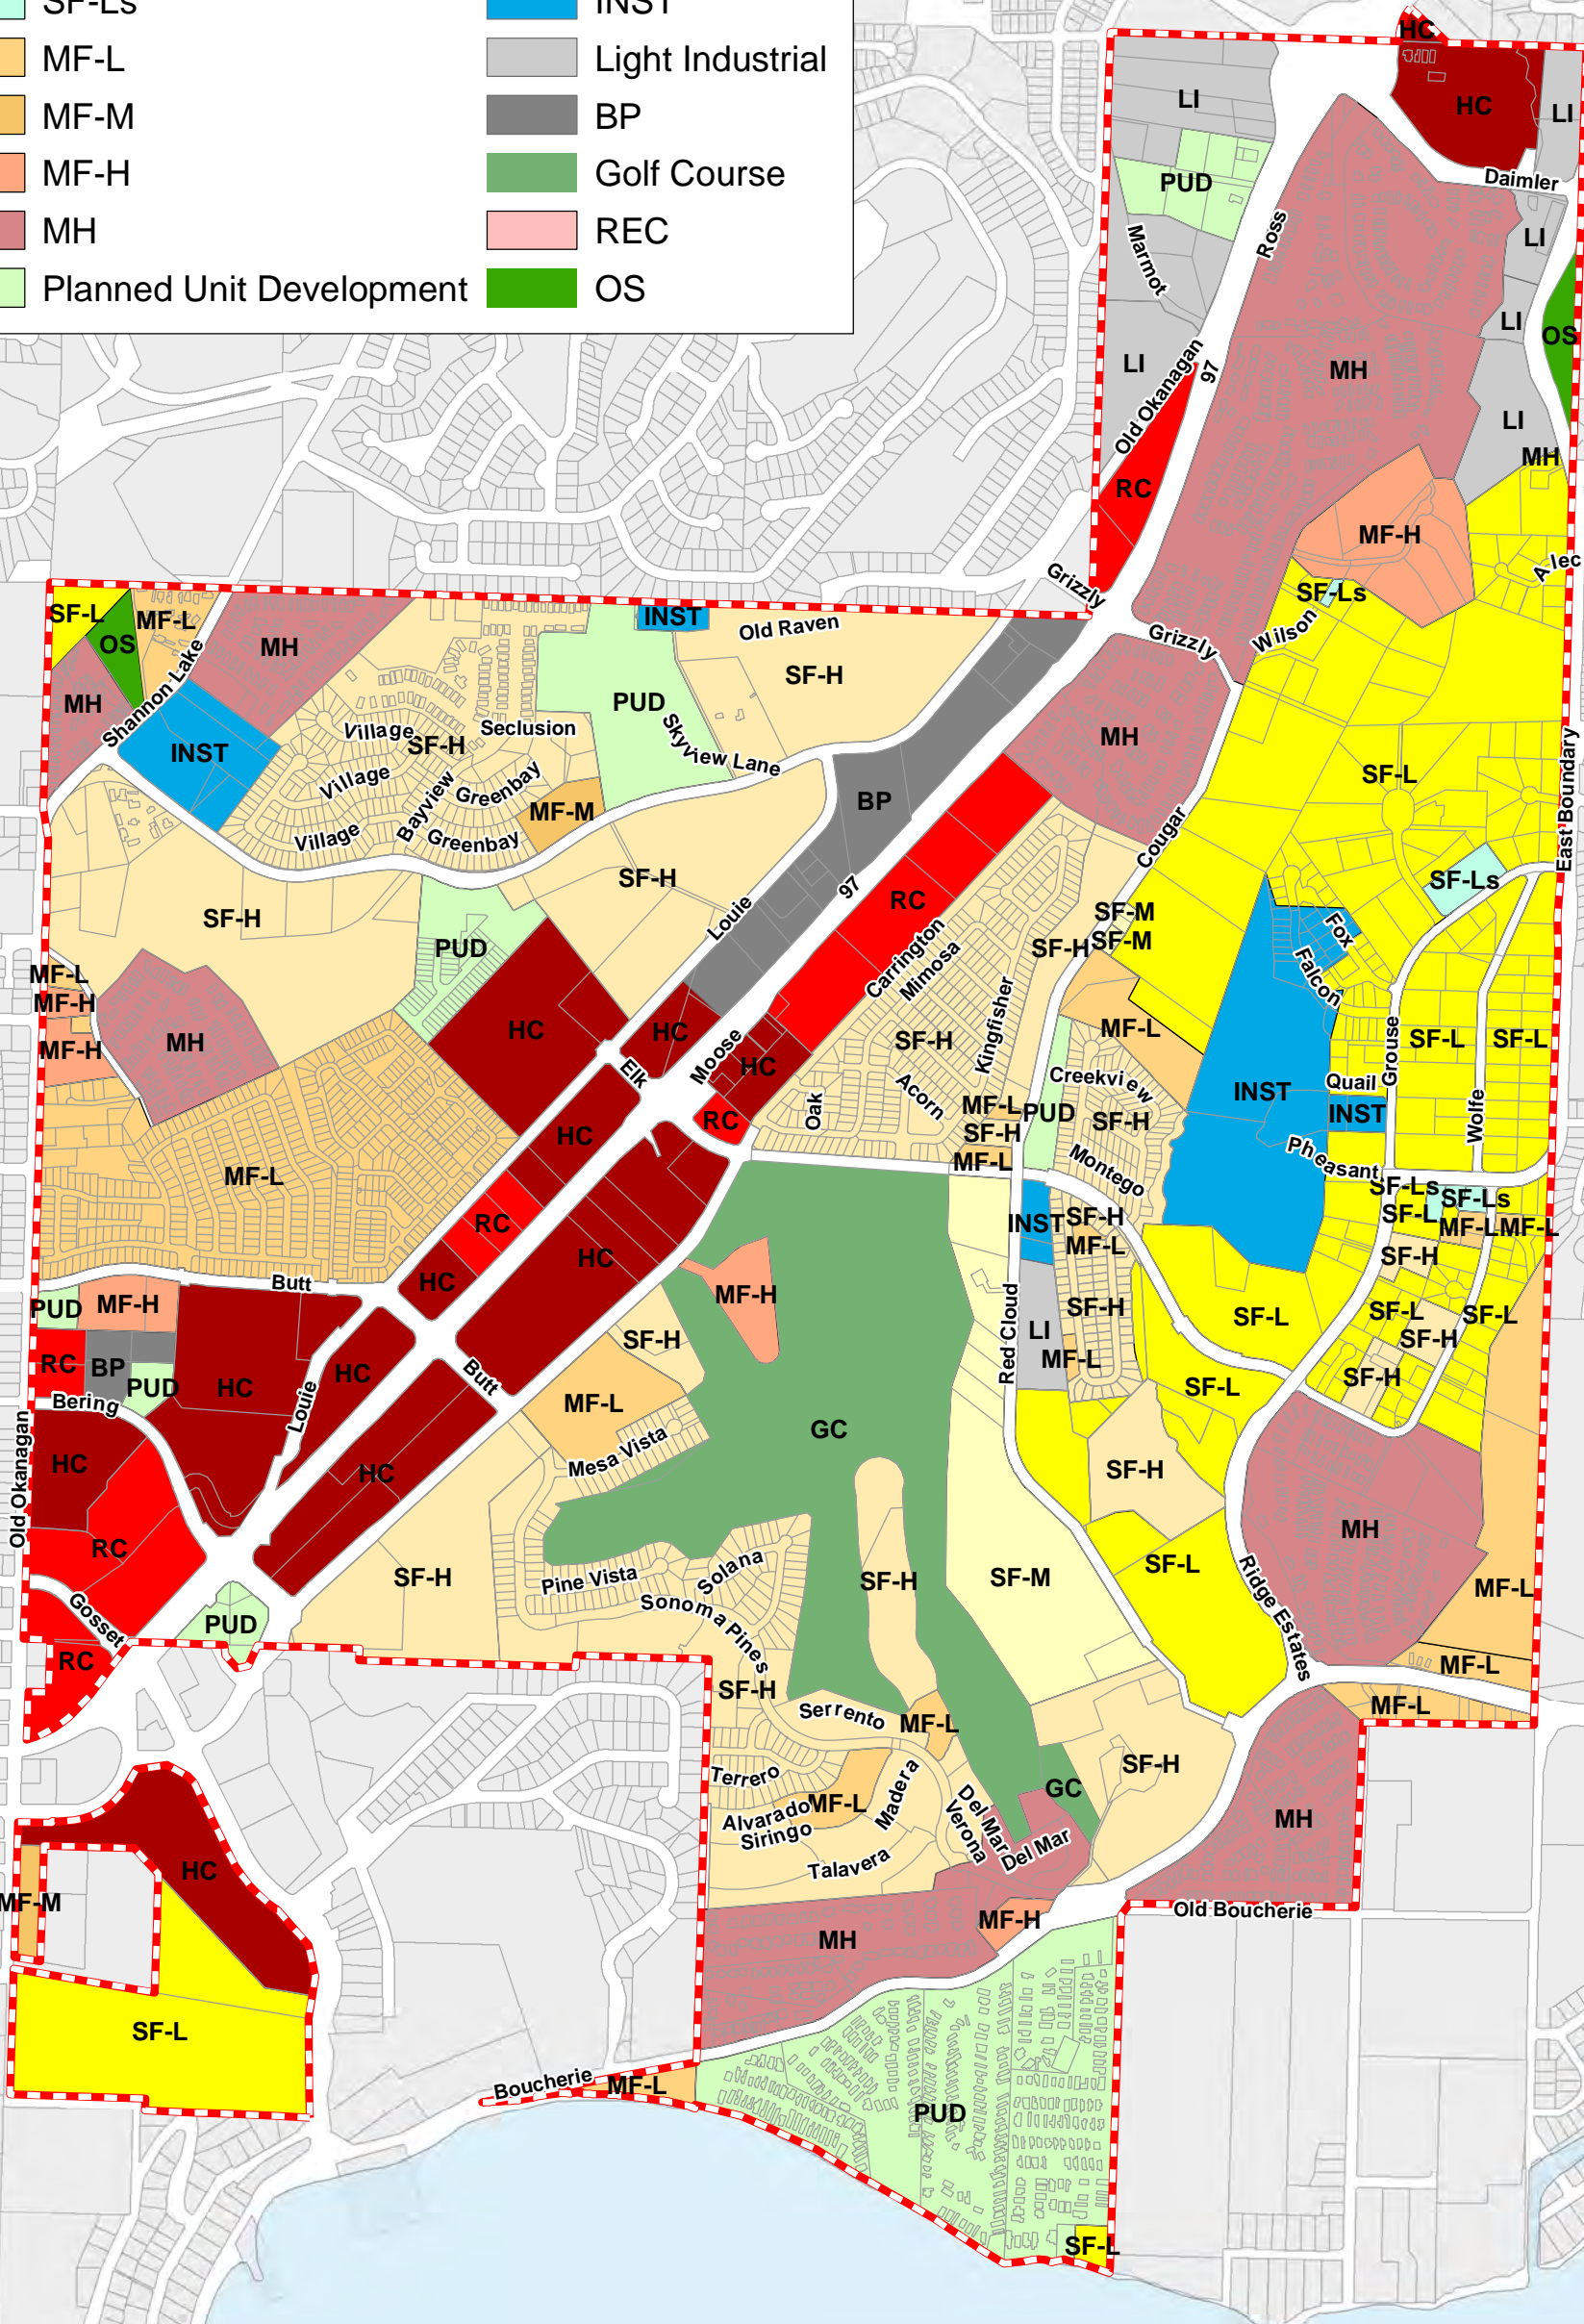 SF-Ls
INST
MF-L
Light Industrial
MF-M
BP
MF-H
Golf Course
MH
REC
Planned Unit Development
OS
HC
LI
HC
LI
PUD
Daimler
Marmot
Ross
LI
LI
OS
LI
Old Okanagan
97
MH
LI
MH
RC
MF-H
Alec
Grizzly
SF-Ls
SF-L
OS
MF-L
INST
Old Raven
Wilson
Grizzly
MH
SF-H
MH
Shannon Lake
PUD
Skyview Lane
MH
INST
Village
SF-H
Seclusion
Village
Bayview
Greenbay
MF-M
Village
Greenbay
BP
SF-L
East Boundary
Cougar
SF-H
SF-H
Louie
97
RC
SF-Ls
PUD
Carrington
Mimosa
SF-M
SF-M
SF-H
Fox
Falcon
MF-L
MF-H
MF-H
MH
HC
HC
Elk
Moose
HC
SF-H
Kingfisher
MF-L
Grouse
SF-L
SF-L
Creekview
INST
Quail
INST
Wolfe
Oak
Acorn
MF-L
SF-H
MF-L
PUD
SF-H
Montego
Pheasant
RC
HC
MF-L
RC
HC
INST
SF-H
MF-L
SF-Ls
SF-Ls
SF-L
MF-L
MF-L
SF-H
Butt
HC
PUD
MF-H
MF-H
SF-H
Red Cloud
SF-H
LI
MF-L
SF-L
SF-L
SF-L
SF-H
SF-H
RC
BP
PUD
HC
HC
Louie
Butt
Bering
MF-L
SF-L
Old Okanagan
HC
HC
Mesa Vista
GC
SF-H
RC
SF-H
Pine Vista
Solana
SF-H
SF-M
SF-L
MH
Ridge Estates
MF-L
Gosset
PUD
Sonoma Pines
RC
SF-H
MF-L
Serrento
MF-L
MF-L
Terrero
Alvarado
MF-L
Siringo
Madera
Del Mar
Verona
Del Mar
GC
SF-H
MH
Talavera
HC
MF-M
MH
MF-H
Old Boucherie
SF-L
Boucherie
MF-L
PUD
SF-L